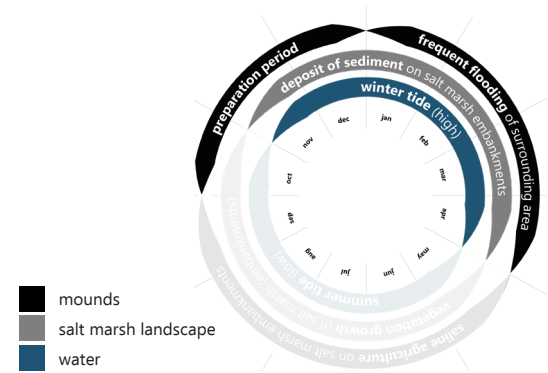 preparation period
frequent flooding of surrounding area
deposit of sediment on salt marsh embankments
winter tide (high)
jan
feb
mar
apr
may
jun
jul
aug
sep
oct
nov
dec
summer tide (low)
vegetation growth of salt marsh (embankments)
saline agriculture on salt marsh embankments
mounds
salt marsh landscape
water